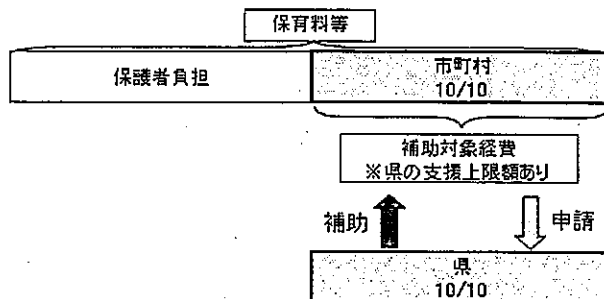 保育料等
保護者負担
市町村
10/10
補助対象経費
※県の支援上限額あり
補助
申請
県
10/10